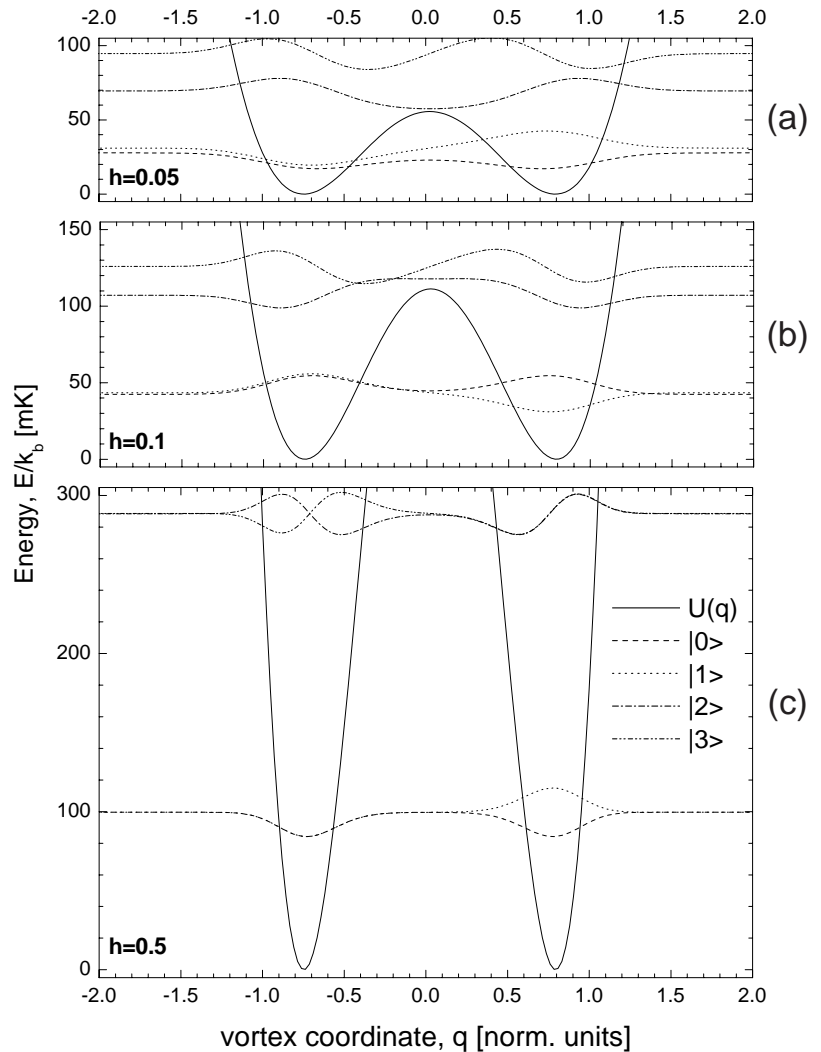 -2.0 -1.5 -1.0 -0.5 0.0 0.5 1.0 1.5 2.0
100
50
0
h=0.05
(a)
150
100
50
0
h=0.1
(b)
Energy, E/k_b [mK]
300
200
100
0
h=0.5
(c)
U(q)
|0>
|1>
|2>
|3>
-2.0 -1.5 -1.0 -0.5 0.0 0.5 1.0 1.5 2.0
vortex coordinate, q [norm. units]